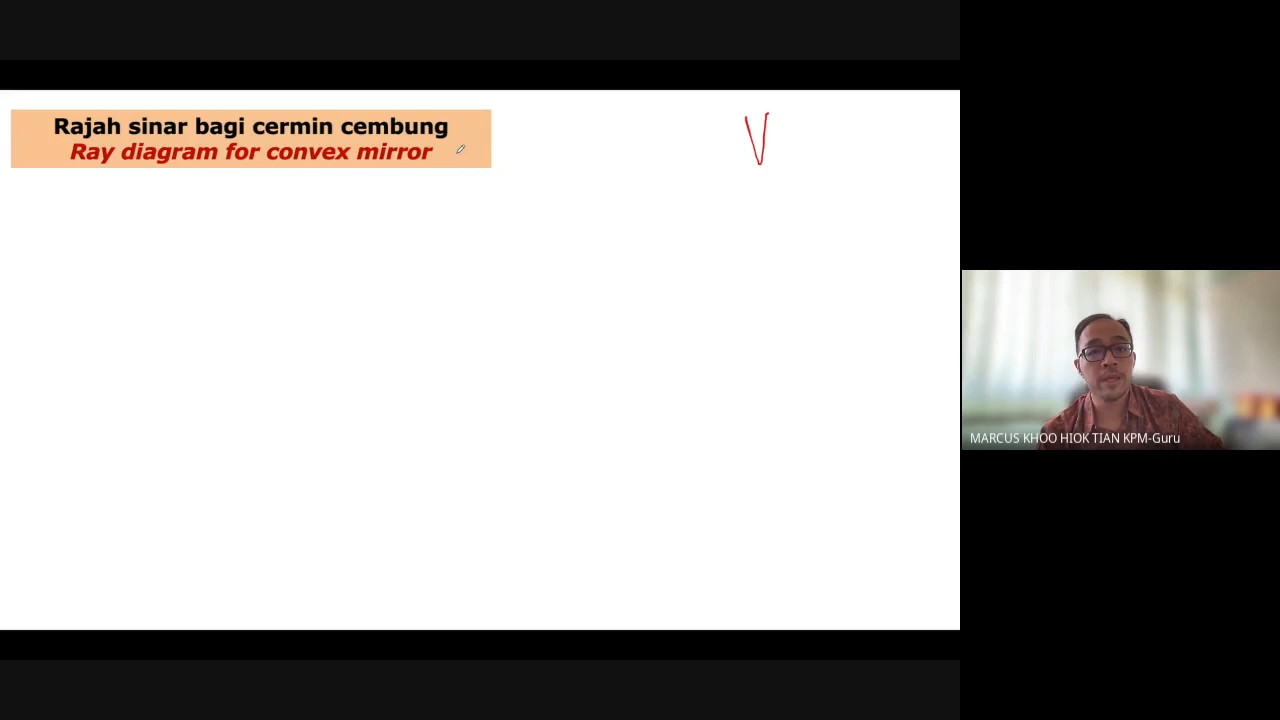 Rajah sinar bagi cermin cembung
Ray diagram for convex mirror
V
MARCUS KHOO HIOK TIAN KPM-Guru